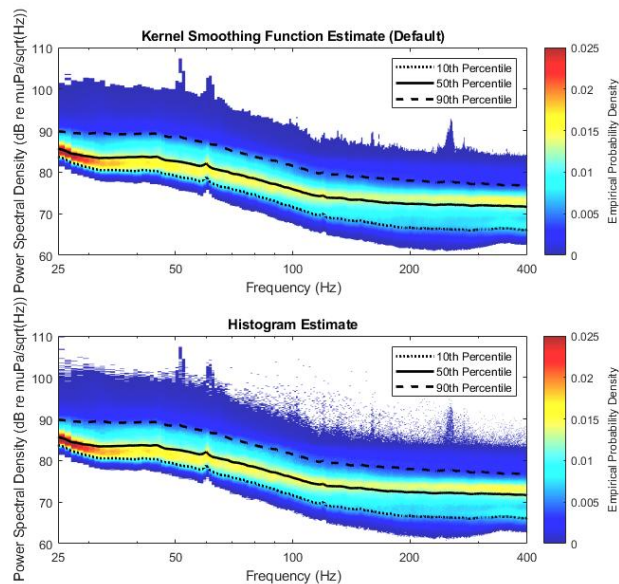 Kernel Smoothing Function Estimate (Default)
Power Spectral Density (dB re muPa/sqrt(Hz))
110
100
90
80
70
60
25
50
100
200
400
Frequency (Hz)
10th Percentile
50th Percentile
90th Percentile
0.025
0.02
0.015
0.01
0.005
0
Empirical Probability Density
Histogram Estimate
Power Spectral Density (dB re muPa/sqrt(Hz))
110
100
90
80
70
60
25
50
100
200
400
Frequency (Hz)
10th Percentile
50th Percentile
90th Percentile
0.025
0.02
0.015
0.01
0.005
0
Empirical Probability Density